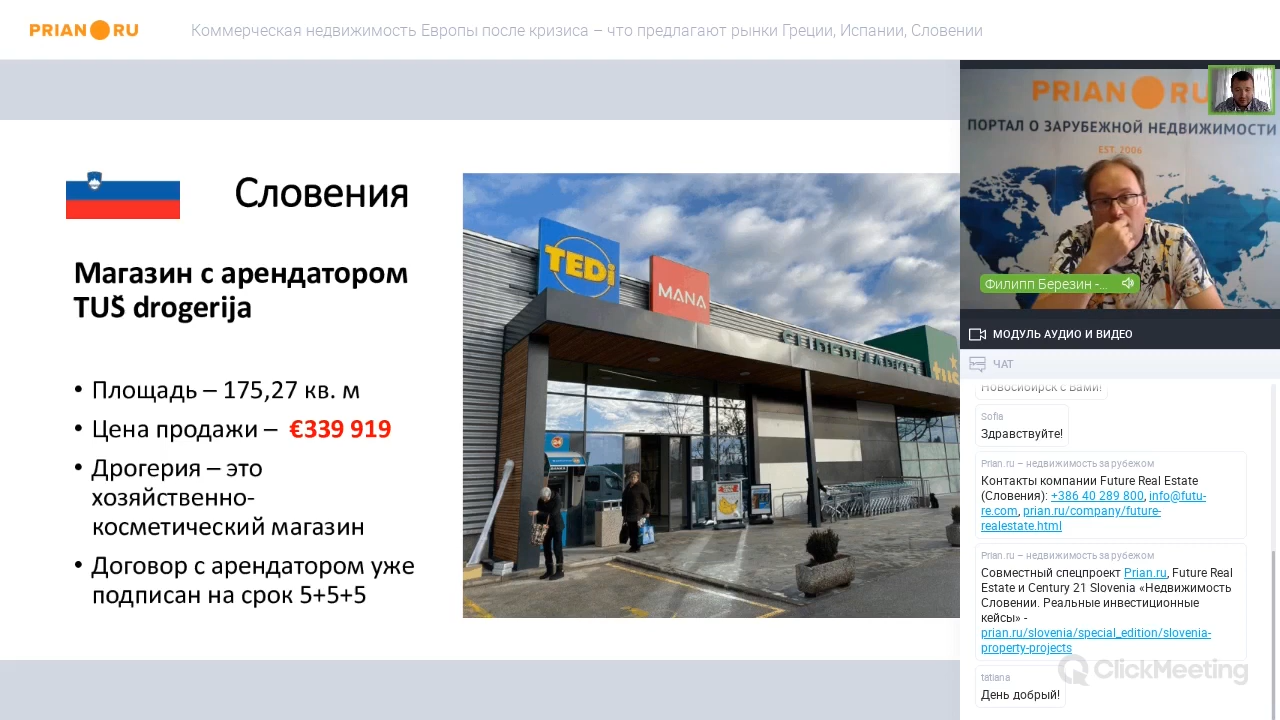 PRIAN RU
Коммерческая недвижимость Европы после кризиса – что предлагают рынки Греции, Испании, Словении
Словения
Магазин с арендатором
TUŠ drogerija
• Площадь – 175,27 кв. м
• Цена продажи – €339 919
• Дрогерия – это
хозяйственно-
косметический магазин
• Договор с арендатором уже
подписан на срок 5+5+5
TEDi
MANA
tuš
PRIAN RU
ПОРТАЛ О ЗАРУБЕЖНОЙ НЕДВИЖИМОСТИ
EST. 2006
Филипп Березин -...
МОДУЛЬ АУДИО И ВИДЕО
ЧАТ
Новосибирск с Вами!
Sofia
Здравствуйте!
Prian.ru – недвижимость за рубежом
Контакты компании Future Real Estate
(Словения): +386 40 289 800, info@futu-
re.com, prian.ru/company/future-
realestate.html
Prian.ru – недвижимость за рубежом
Совместный спецпроект Prian.ru, Future Real
Estate и Century 21 Slovenia «Недвижимость
Словении. Реальные инвестиционные
кейсы» -
prian.ru/slovenia/special_edition/slovenia-
property-projects
ClickMeeting
tatiana
День добрый!